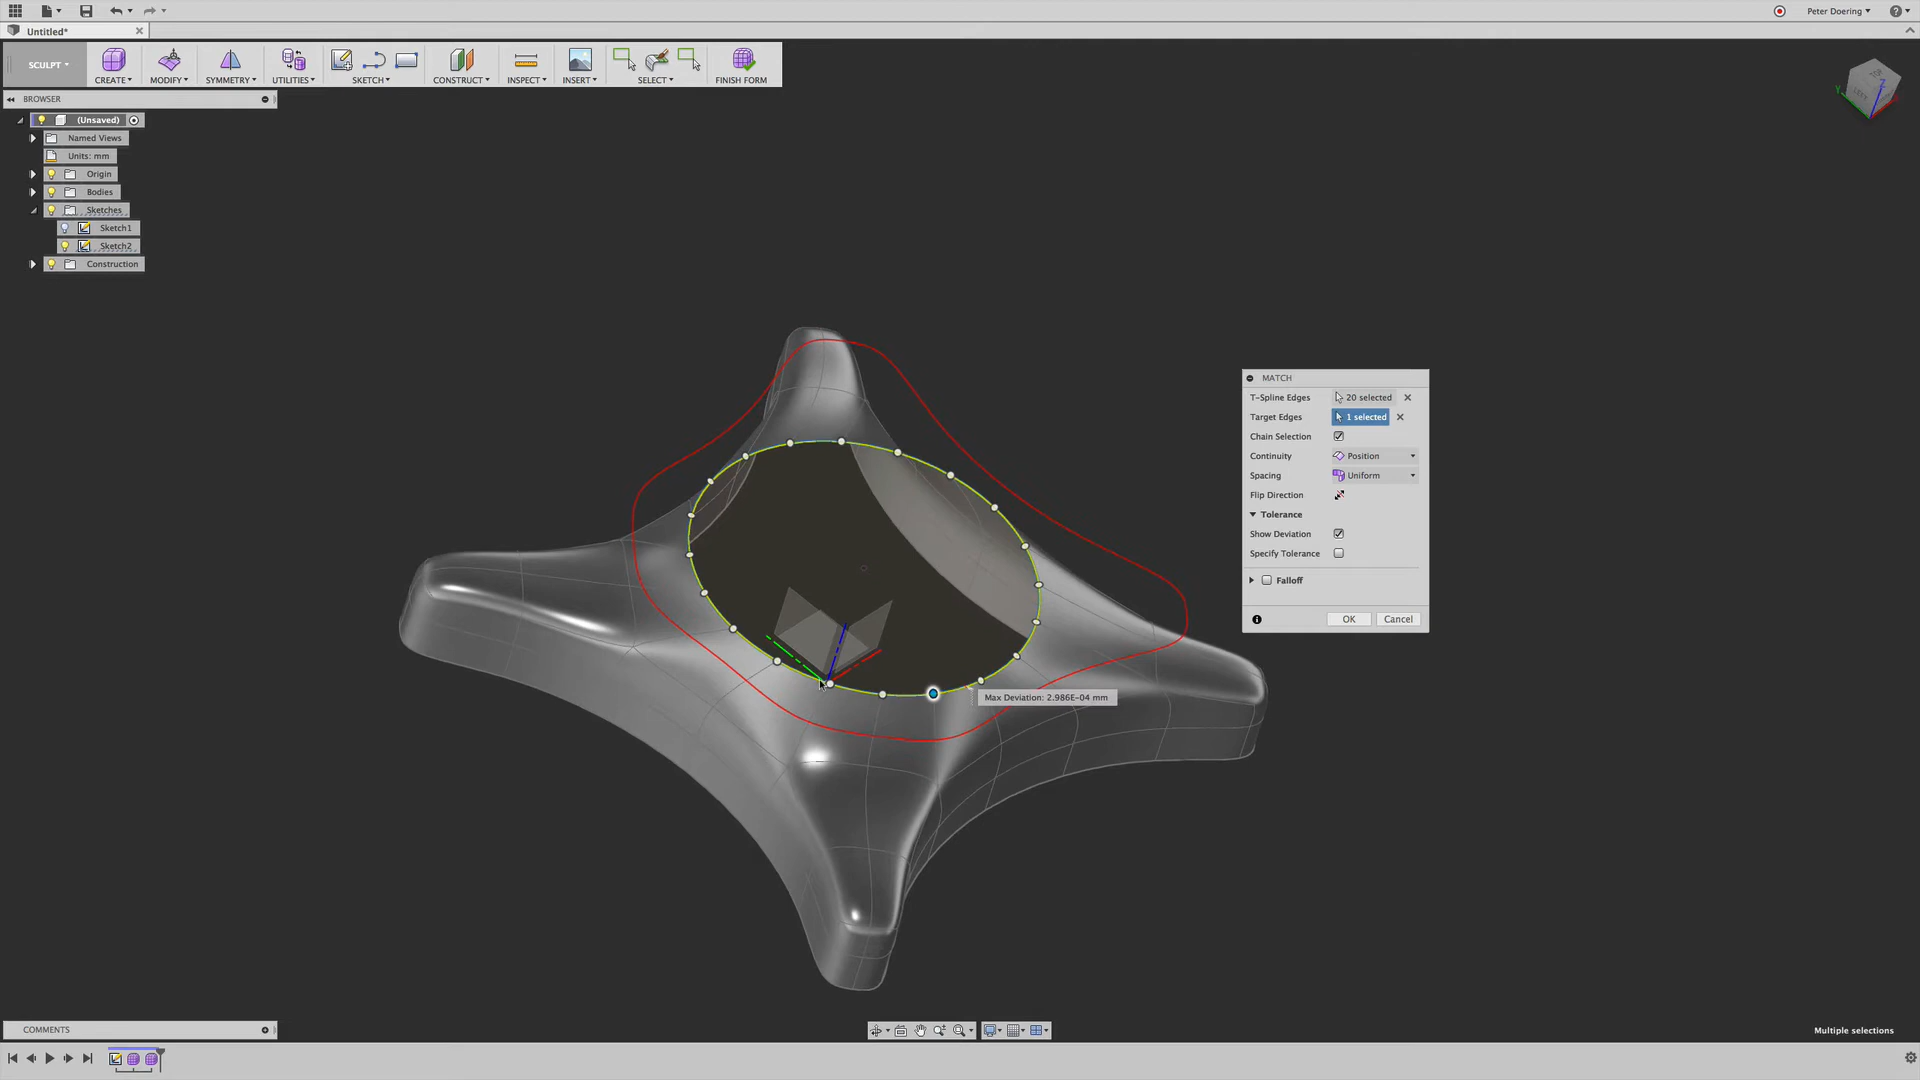 Peter Doering
Untitled*
SCULPT
CREATE
MODIFY
SYMMETRY
UTILITIES
SKETCH
CONSTRUCT
INSPECT
INSERT
SELECT
FINISH FORM
BROWSER
(Unsaved)
Named Views
Units: mm
Origin
Bodies
Sketches
Sketch1
Sketch2
Construction
TOP
LEFT
Y
Z
MATCH
T-Spline Edges 20 selected
Target Edges 1 selected
Chain Selection
Continuity Position
Spacing Uniform
Flip Direction
Tolerance
Show Deviation
Specify Tolerance
Falloff
OK Cancel
Max Deviation: 2.986E-04 mm
COMMENTS
Multiple selections